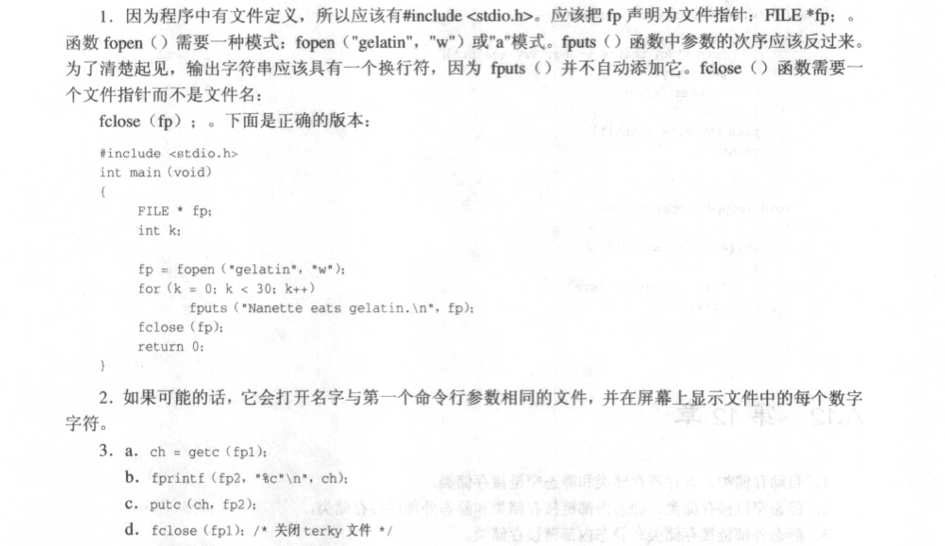 1．因为程序中有文件定义，所以应该有#include <stdio.h>。应该把 fp 声明为文件指针：FILE *fp；。
函数 fopen（）需要一种模式：fopen（"gelatin"，"w"）或"a"模式。fputs（）函数中参数的次序应该反过来。
为了清楚起见，输出字符串应该具有一个换行符，因为 fputs（）并不自动添加它。fclose（）函数需要一
个文件指针而不是文件名：
fclose（fp）；。下面是正确的版本：
#include <stdio.h>
int main（void）
{
FILE * fp;
int k;
fp = fopen（"gelatin"，"w"）;
for（k = 0; k < 30; k++）
fputs（"Nanette eats gelatin.\n"，fp）;
fclose（fp）;
return 0;
}
2．如果可能的话，它会打开名字与第一个命令行参数相同的文件，并在屏幕上显示文件中的每个数字
字符。
3．a．ch = getc（fp1）;
b．fprintf（fp2，"%c"\n"，ch）;
c．putc（ch，fp2）;
d．fclose（fp1）; /* 关闭 terky 文件 */